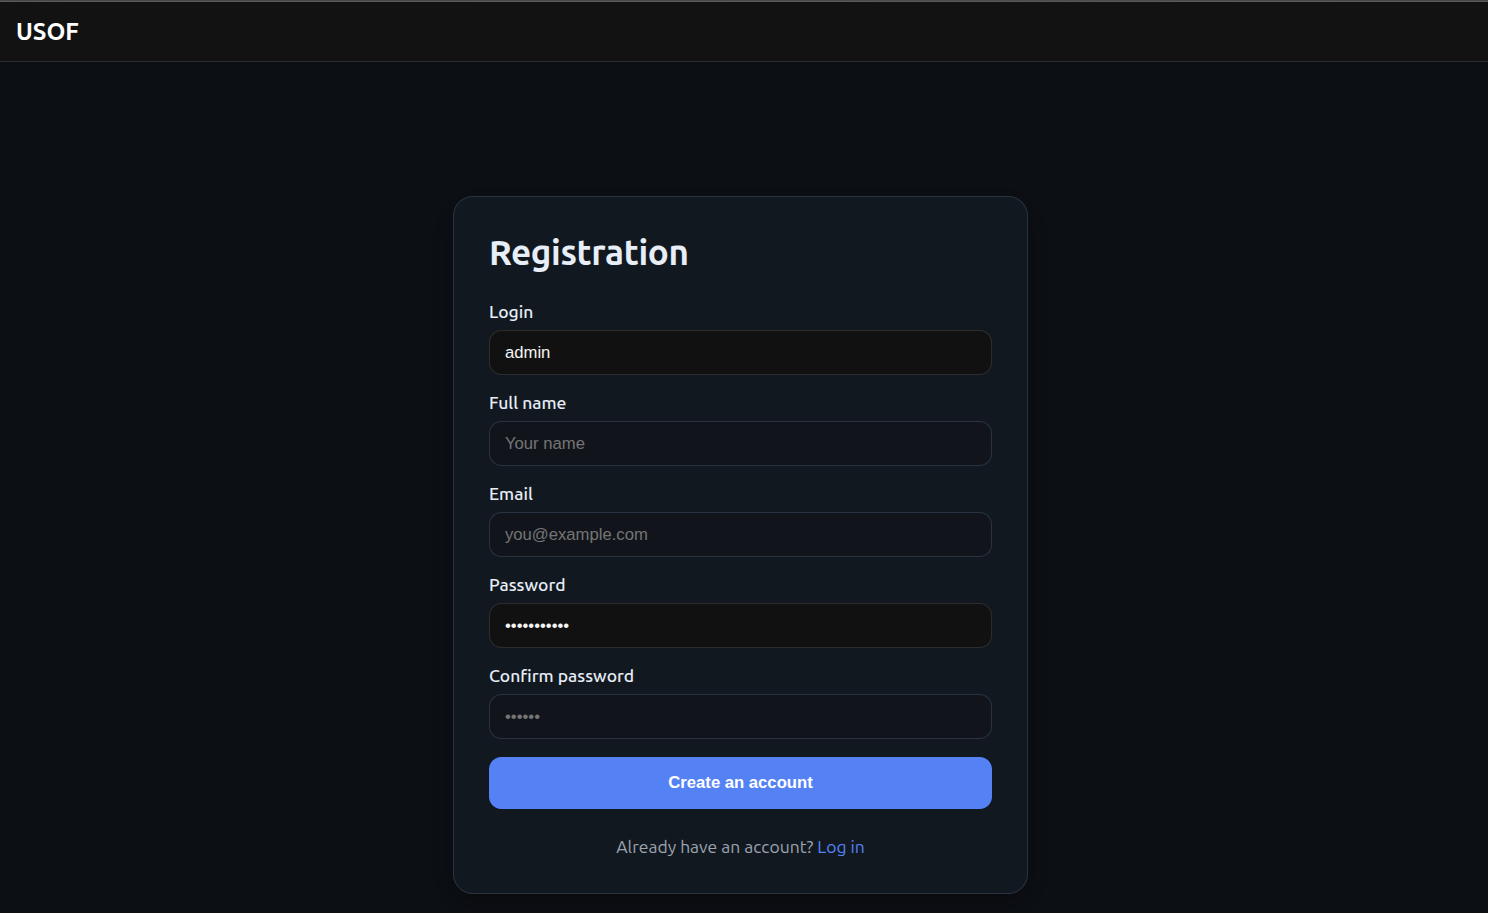 USOF
Registration
Login
admin
Full name
Your name
Email
you@example.com
Password
•••••••••••
Confirm password
••••••
Create an account
Already have an account? Log in